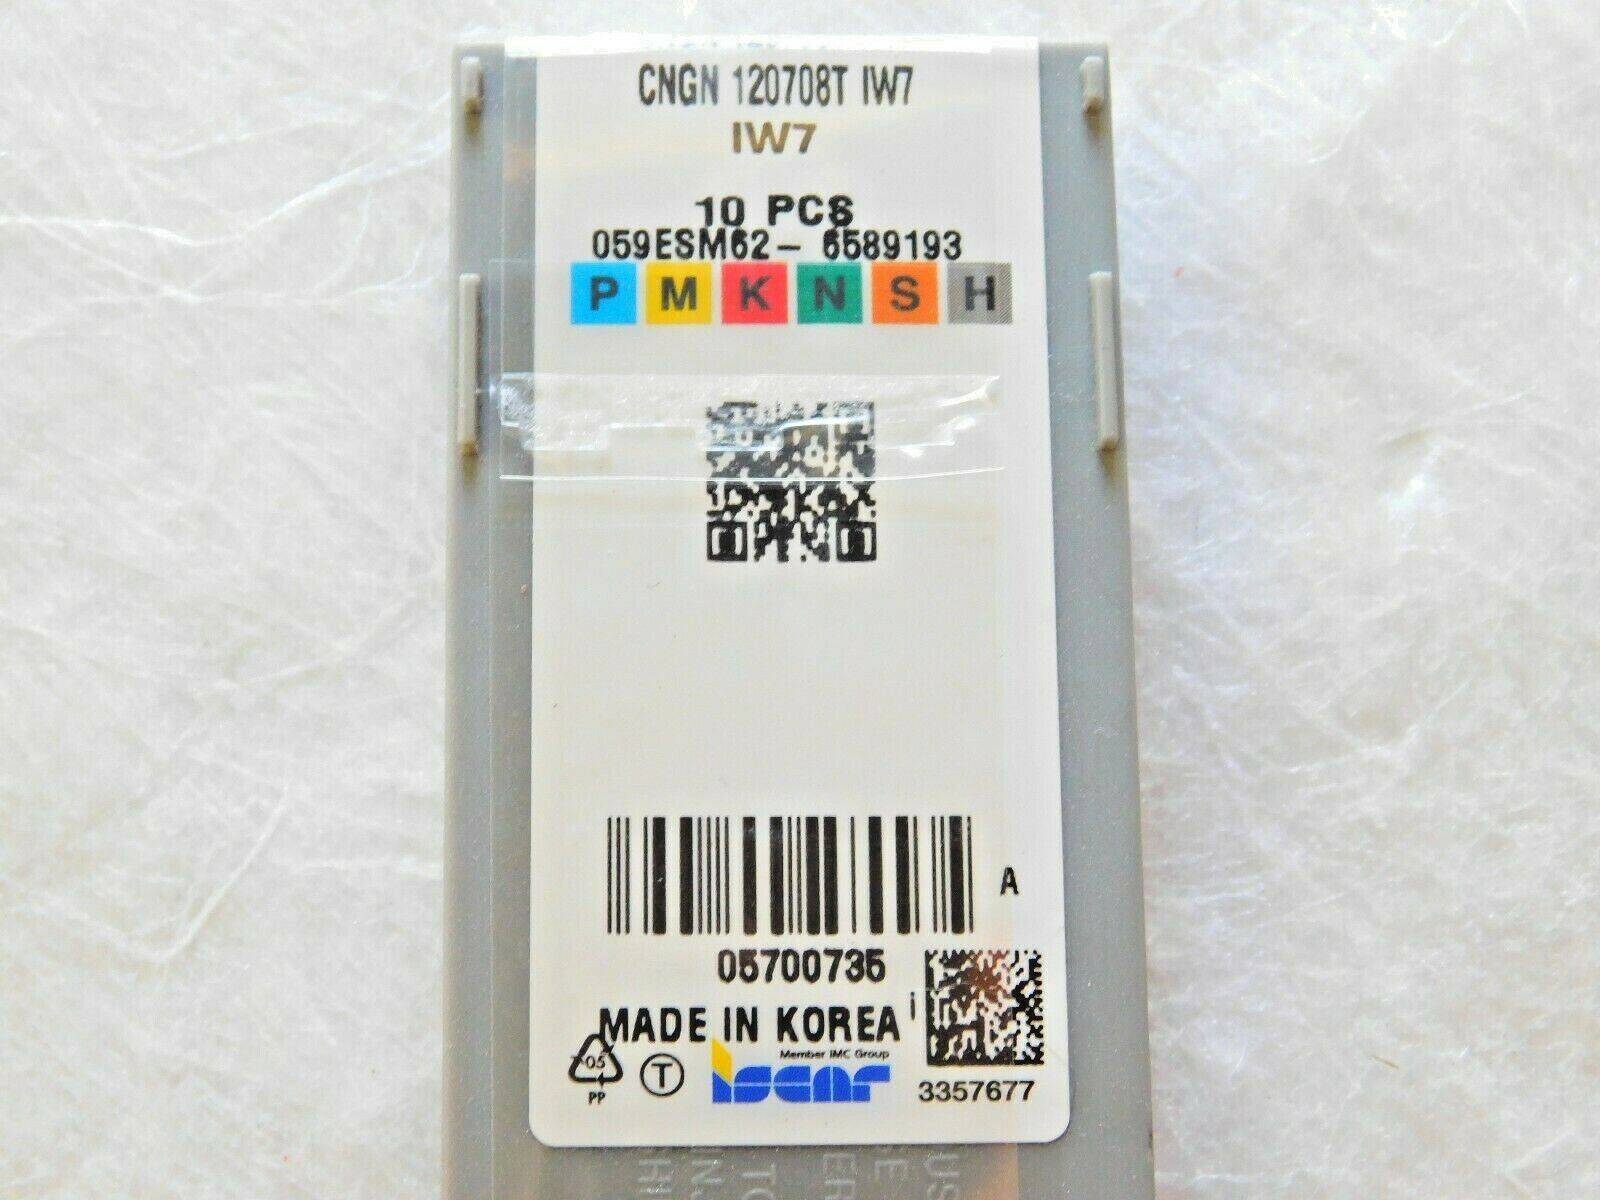 CNGN 120708T IW7
IW7
10 PCS
059ESM62- 6589193
P M K N S H
A
05700735
MADE IN KOREA
i
Member IMC Group
iscar
05
PP
T
3357677